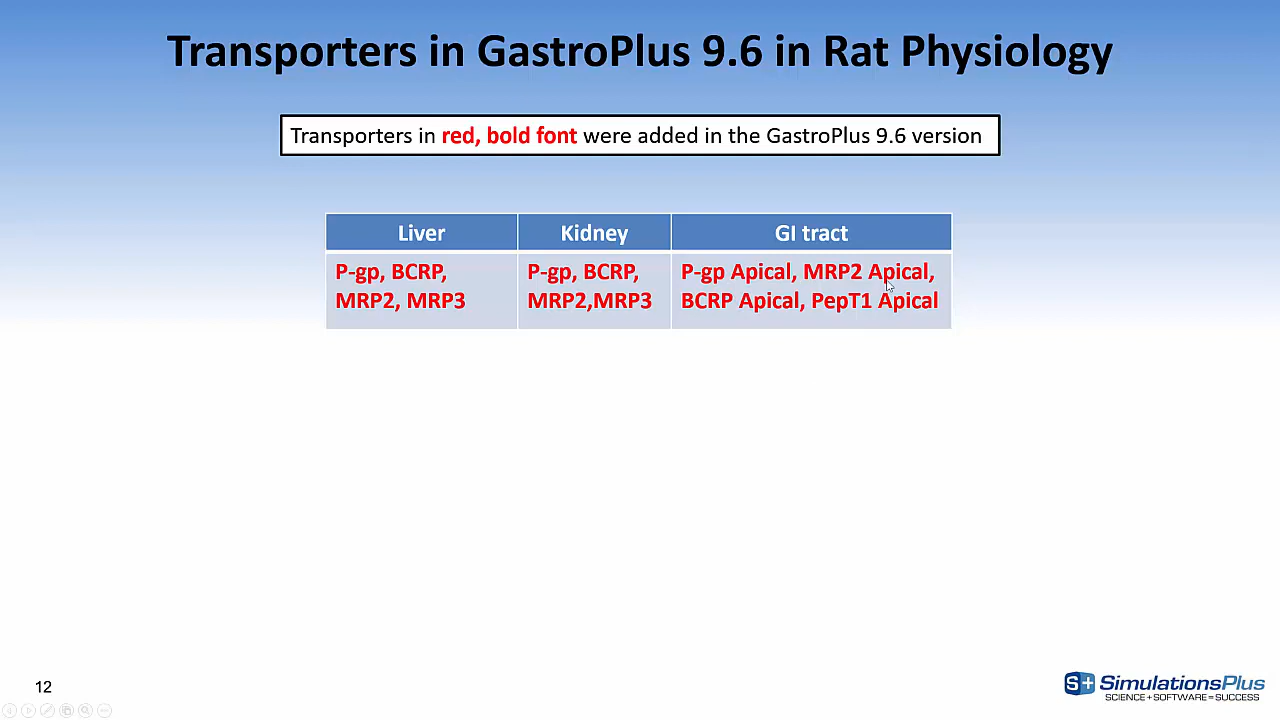 Transporters in GastroPlus 9.6 in Rat Physiology
Transporters in red, bold font were added in the GastroPlus 9.6 version
Liver
Kidney
GI tract
P-gp, BCRP,
MRP2, MRP3
P-gp, BCRP,
MRP2,MRP3
P-gp Apical, MRP2 Apical,
BCRP Apical, PepT1 Apical
12
S+ SimulationsPlus
SCIENCE+SOFTWARE=SUCCESS